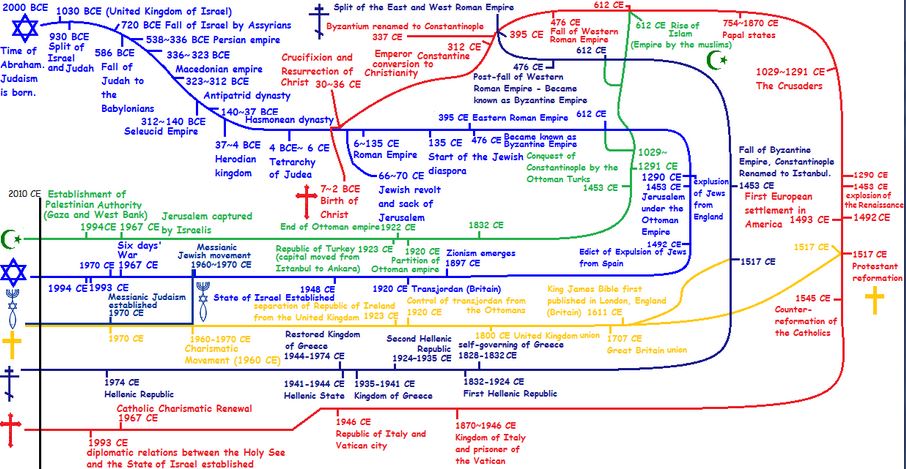 2000 BCE
1030 BCE (United Kingdom of Israel)
Time of
Abraham.
Judaism
is born.
930 BCE
Split of
Israel
and Judah
720 BCE Fall of Israel by Assyrians
586 BCE
Fall of
Judah to
the
Babylonians
538~336 BCE Persian empire
336~323 BCE
Macedonian empire
323~312 BCE
Antipatrid dynasty
312~140 BCE
Seleucid Empire
140~37 BCE
Hasmonean dynasty
37~4 BCE
Herodian
kingdom
4 BCE~ 6 CE
Tetrarchy
of Judea
Crucifixion and
Resurrection of
Christ
30~36 CE
7~2 BCE
Birth of
Christ
6~135 CE
Roman Empire
66~70 CE
Jewish revolt
and sack of
Jerusalem
135 CE
Start of the Jewish
diaspora
Split of the East and West Roman Empire
Byzantium renamed to Constantinople
337 CE
312 CE
Emperor Constantine
conversion to
Christianity
395 CE
476 CE
Fall of Western
Roman Empire
612 CE
612 CE Rise of
Islam
(Empire by the muslims)
754~1870 CE
Papal states
1029~1291 CE
The Crusaders
476 CE
612 CE
Post-fall of Western
Roman Empire - Became
known as Byzantine Empire
395 CE Eastern Roman Empire
612 CE
476 CE Became known as
Byzantine Empire
Conquest of
Constantinople by the
Ottoman Turks
1453 CE
1029~
1291 CE
1290 CE
1453 CE
Jerusalem
under the
Ottoman
Empire
1492 CE
Edict of Expulsion of Jews
from Spain
explusion
of Jews
from
England
Fall of Byzantine
Empire, Constantinople
Renamed to Istanbul.
1453 CE
First European
settlement in
America
1493 CE
1290 CE
1453 CE
explosion of
the Renaissance
1492 CE
1517 CE
1517 CE
1517 CE
Protestant
reformation
1545 CE
Counter-
reformation of
the Catholics
2010 CE
Establishment of
Palestinian Authority
(Gaza and West Bank)
1994CE
1967 CE
Jerusalem captured
by Israelis
End of Ottoman empire
1922
1832 CE
Republic of Turkey 1923 CE
(capital moved from
Istanbul to Ankara)
1920 CE
Partition of
Ottoman empire
Six days'
War
1970 CE
1967 CE
Messianic
Jewish movement
1960~1970 CE
Zionism emerges
1897 CE
1994 CE
1993 CE
1948 CE
State of Israel Established
1920 CE Transjordan (Britain)
Messianic Judaism
established
1970 CE
separation of Republic of Ireland
from the United Kingdom 1923 CE
Control of transjordan from
the Ottomans
1920 CE
King James Bible first
published in London, England
(Britain) 1611 CE
1970 CE
1960~1970 CE
Charismatic
Movement (1960 CE)
1800 CE United Kingdom union
1707 CE
Great Britain union
Restored Kingdom
of Greece
1944-1974 CE
Second Hellenic
Republic
1924-1935 CE
self-governing of Greece
1828-1832 CE
1974 CE
Hellenic Republic
1941-1944 CE
Hellenic State
1935-1941 CE
Kingdom of Greece
1832-1924 CE
First Hellenic Republic
Catholic Charismatic Renewal
1967 CE
1993 CE
diplomatic relations between the Holy See
and the State of Israel established
1946 CE
Republic of Italy and
Vatican city
1870~1946 CE
Kingdom of Italy
and prisoner of
the Vatican